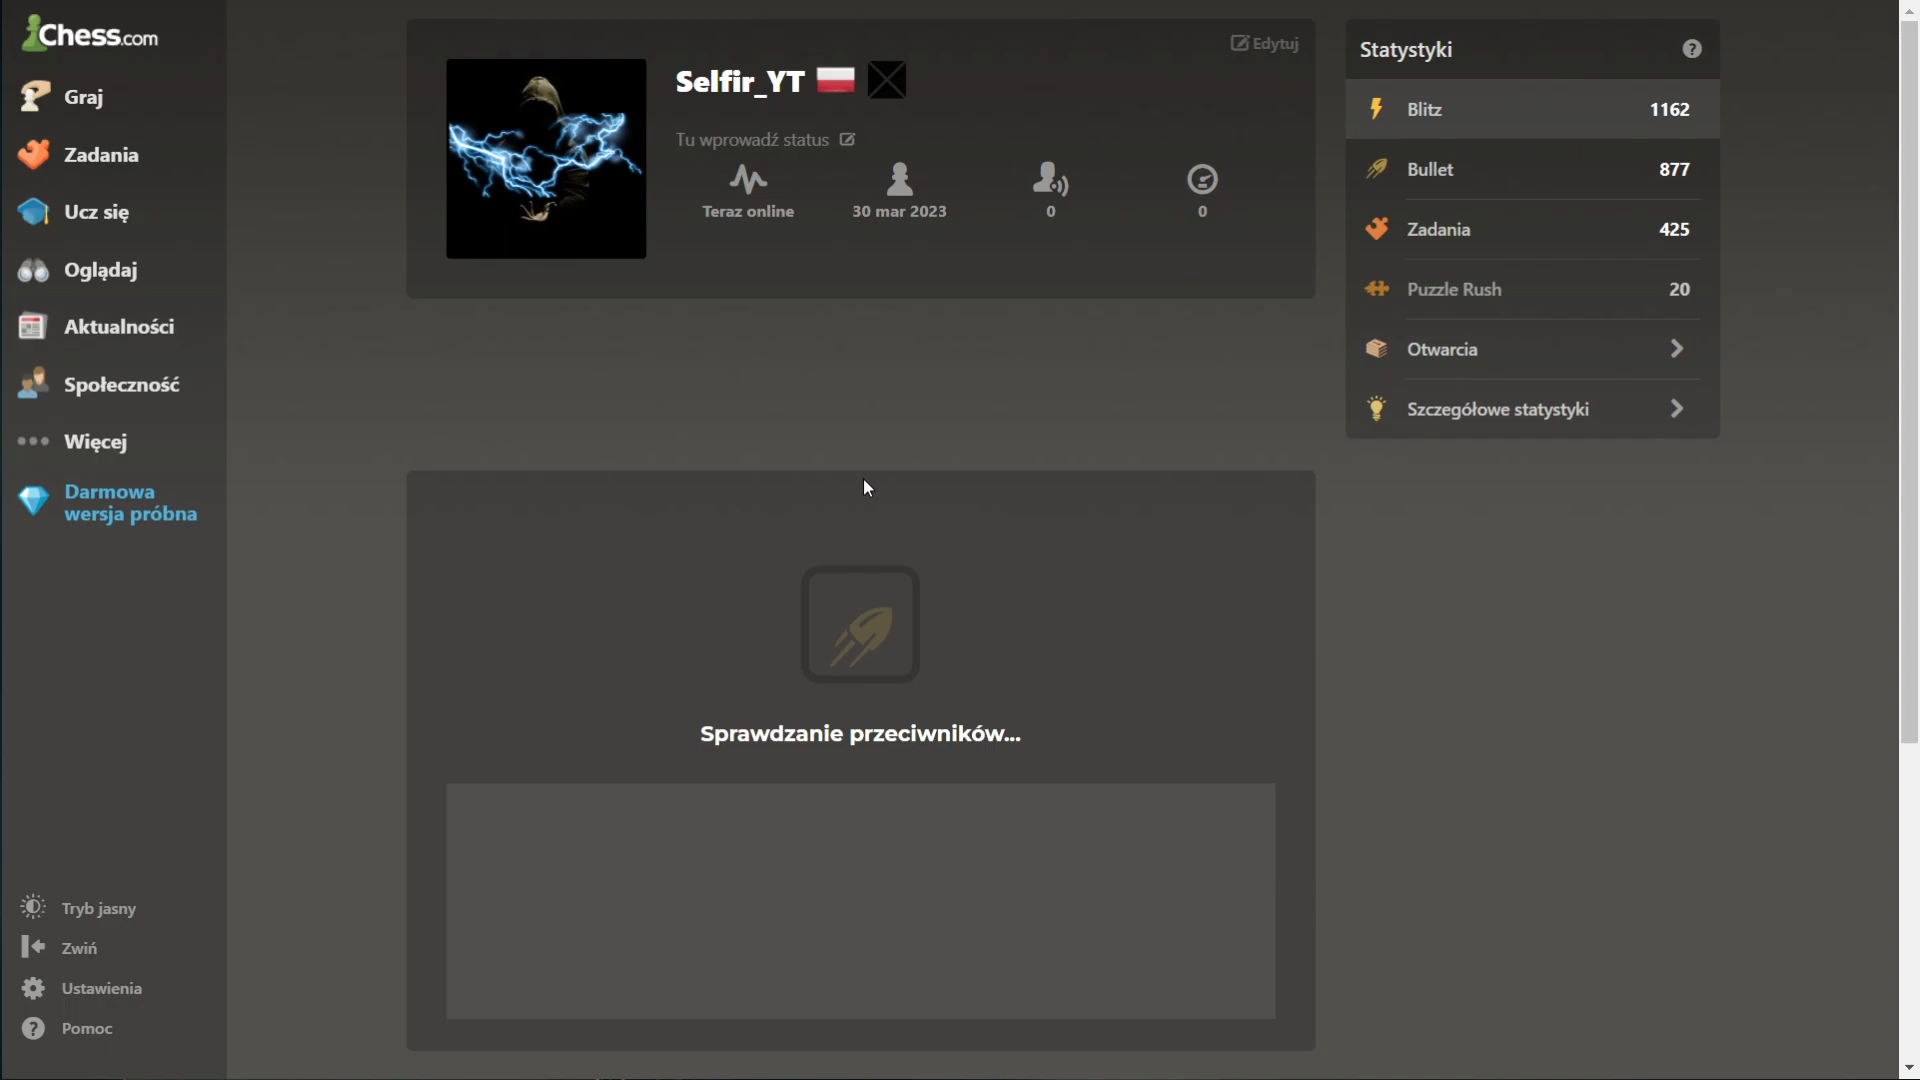 Chess.com
Graj
Zadania
Ucz się
Oglądaj
Aktualności
Społeczność
Więcej
Darmowa
wersja próbna
Tryb jasny
Zwiń
Ustawienia
Pomoc
Edytuj
Selfir_YT
Tu wprowadź status
Teraz online
30 mar 2023
0
0
Sprawdzanie przeciwników...
Statystyki
Blitz 1162
Bullet 877
Zadania 425
Puzzle Rush 20
Otwarcia
Szczegółowe statystyki